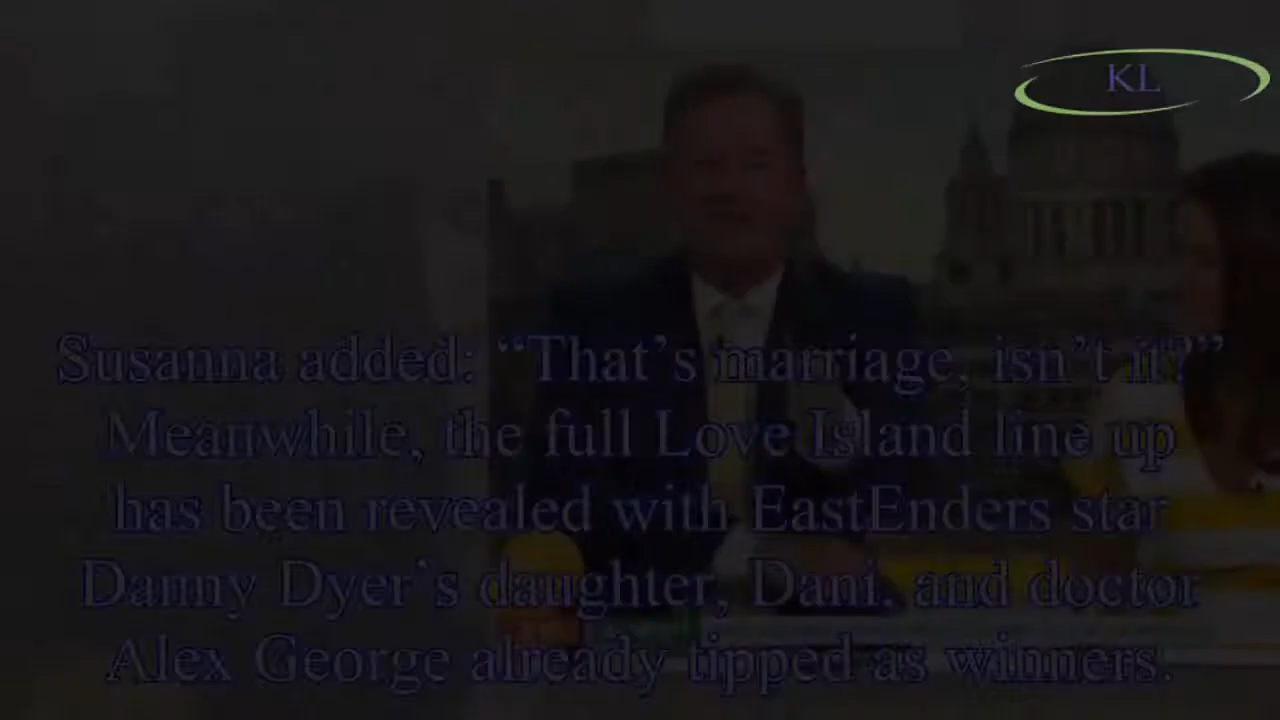 KL
Susanna added: “That’s marriage, isn’t it?”
Meanwhile, the full Love Island line up
has been revealed with EastEnders star
Danny Dyer’s daughter, Dani, and doctor
Alex George already tipped as winners.